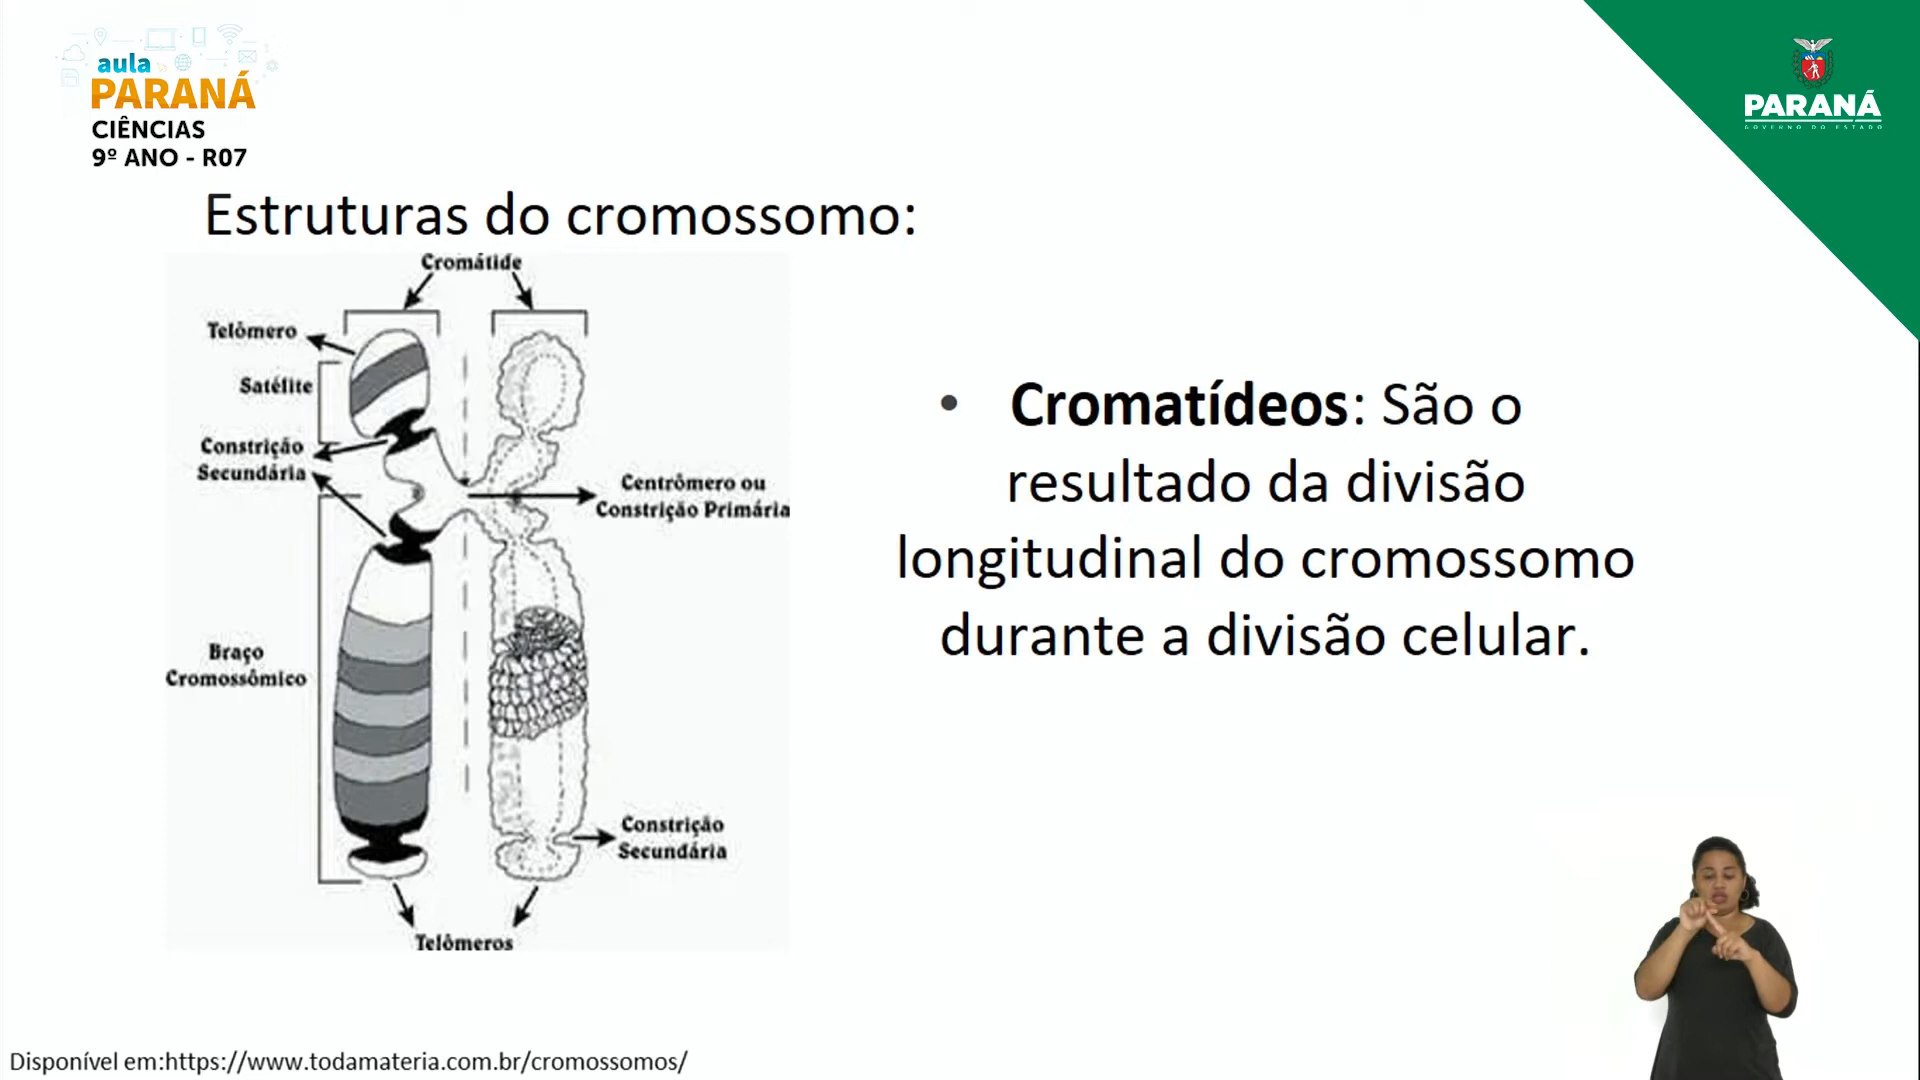 aula
PARANÁ
CIÊNCIAS
9º ANO - R07
PARANÁ
GOVERNO DO ESTADO
Estruturas do cromossomo:
Cromátide
Telômero
Satélite
Constrição
Secundária
Centrômero ou
Constrição Primária
Braço
Cromossômico
Constrição
Secundária
Telômeros
• Cromatídeos: São o
resultado da divisão
longitudinal do cromossomo
durante a divisão celular.
Disponível em:https://www.todamateria.com.br/cromossomos/